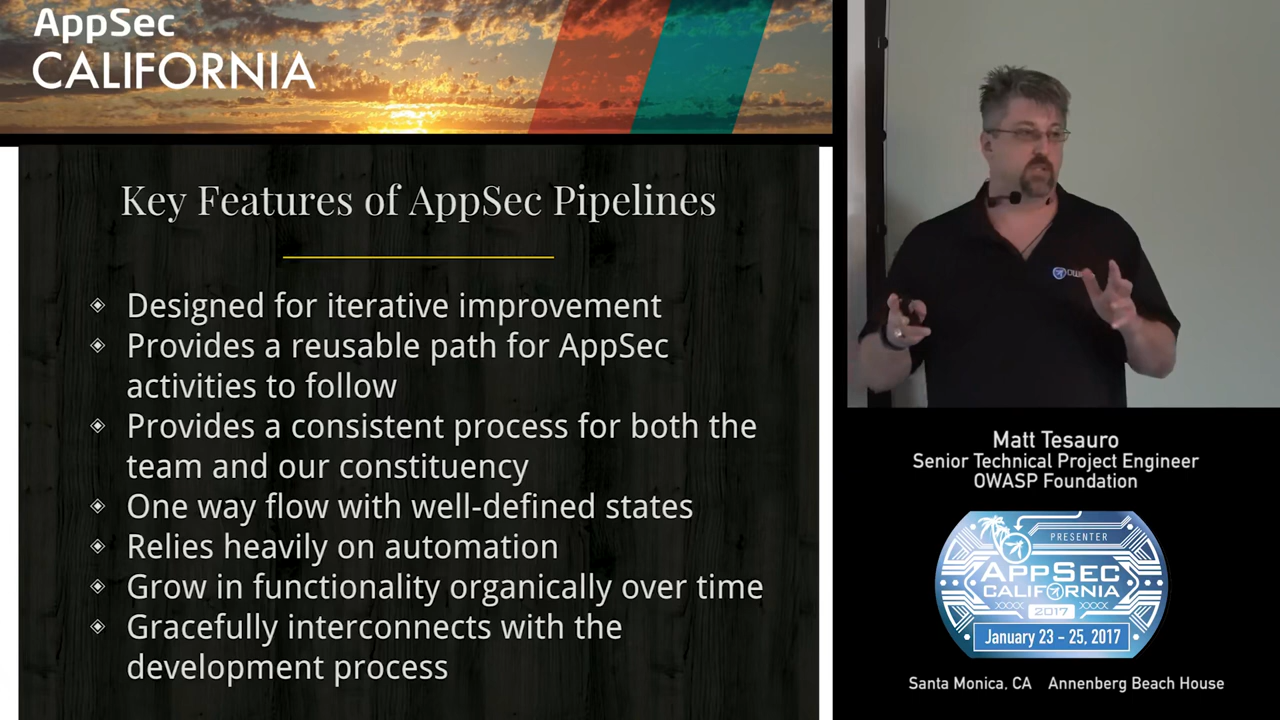 AppSec
CALIFORNIA
Key Features of AppSec Pipelines
Designed for iterative improvement
Provides a reusable path for AppSec
activities to follow
Provides a consistent process for both the
team and our constituency
One way flow with well-defined states
Relies heavily on automation
Grow in functionality organically over time
Gracefully interconnects with the
development process
Matt Tesauro
Senior Technical Project Engineer
OWASP Foundation
PRESENTER
APPSEC
CALIFORNIA
XXXX 2017 XXXX
January 23 - 25, 2017
Santa Monica, CA Annenberg Beach House